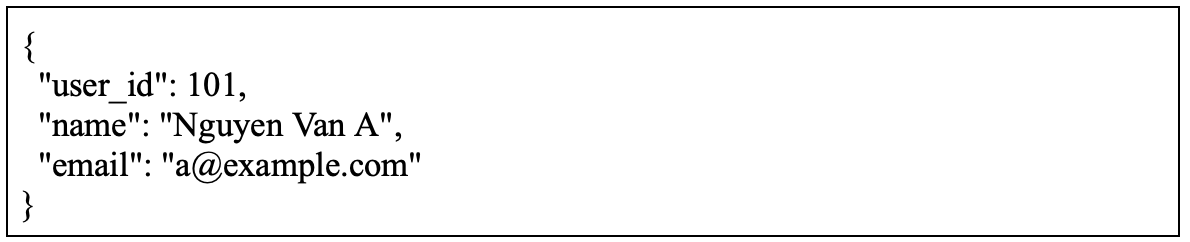 {
"user_id": 101,
"name": "Nguyen Van A",
"email": "a@example.com"
}